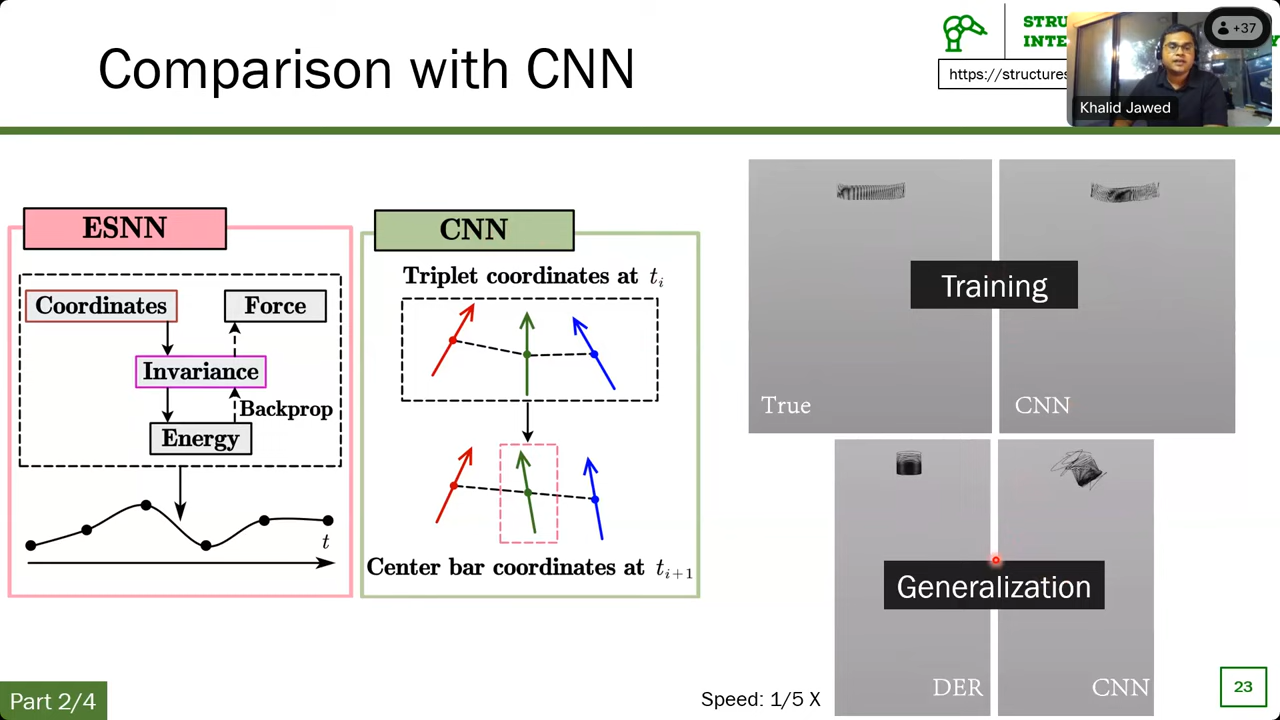 Comparison with CNN
STRU
INTE
https://structures
+37
Khalid Jawed
ESNN
Coordinates
Force
Invariance
Backprop
Energy
t
CNN
Triplet coordinates at t_i
Center bar coordinates at t_{i+1}
Training
True
CNN
Generalization
DER
CNN
Part 2/4
Speed: 1/5 X
23